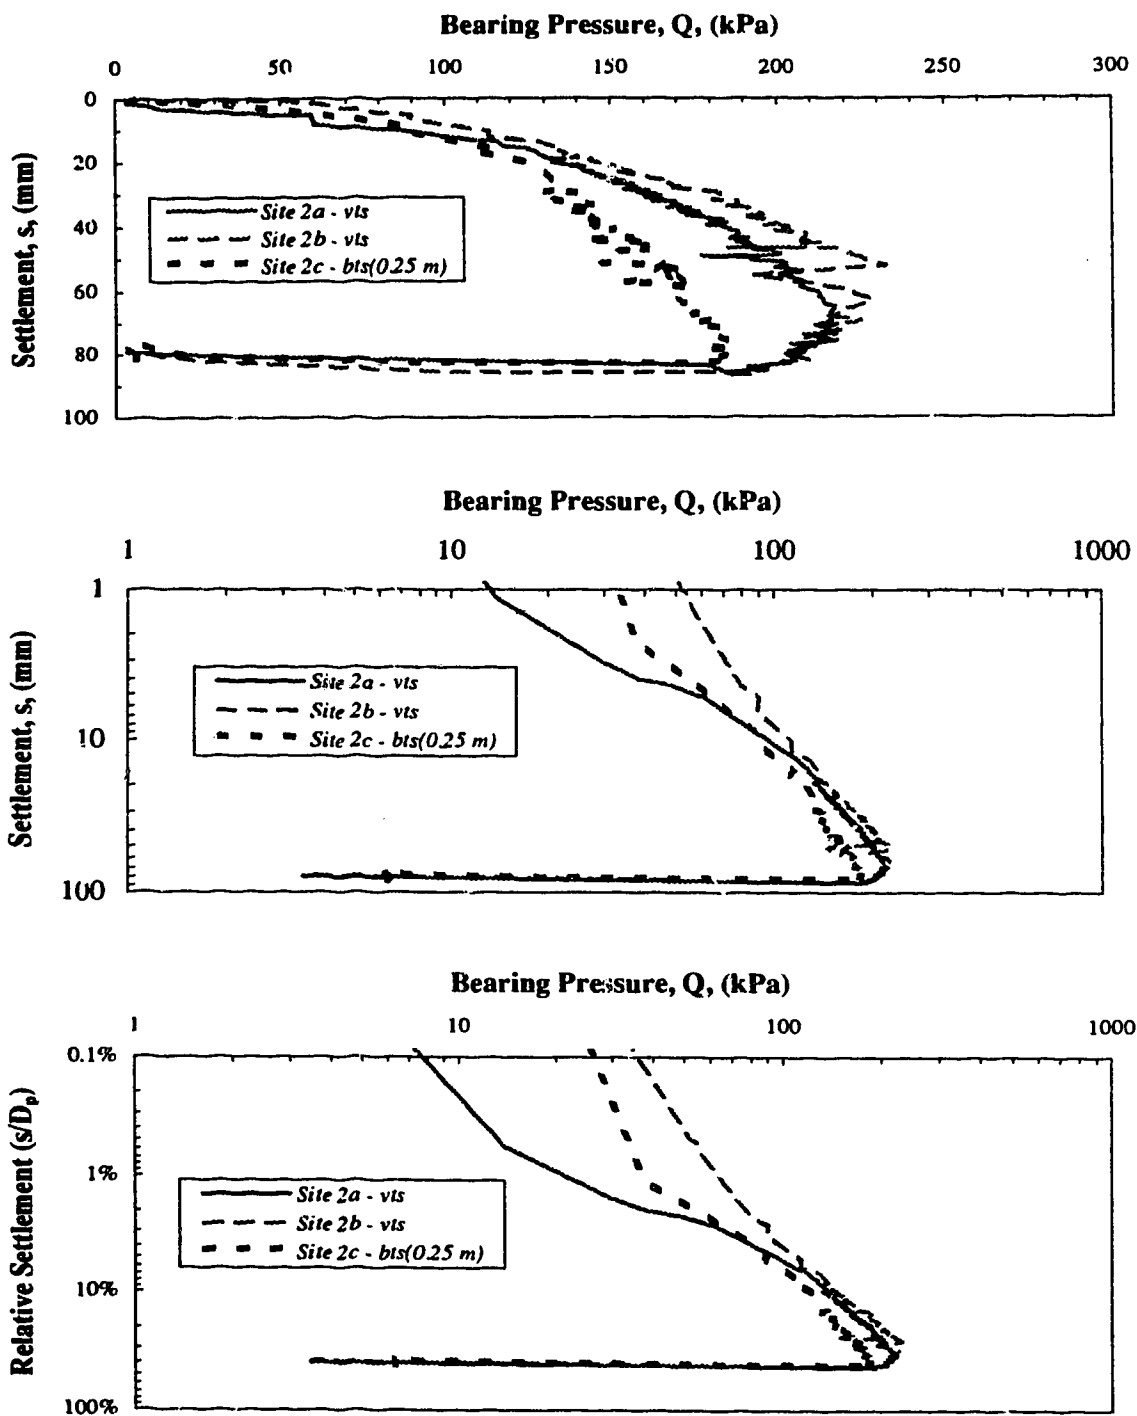 Bearing Pressure, Q, (kPa)
0 50 100 150 200 250 300
0
20
40
60
80
100
Settlement, s, (mm)
Site 2a - vts
Site 2b - vts
Site 2c - bts(0.25 m)
Bearing Pressure, Q, (kPa)
1 10 100 1000
1
10
100
Settlement, s, (mm)
Site 2a - vts
Site 2b - vts
Site 2c - bts(0.25 m)
Bearing Pressure, Q, (kPa)
1 10 100 1000
0.1%
1%
10%
100%
Relative Settlement (s/Dp)
Site 2a - vts
Site 2b - vts
Site 2c - bts(0.25 m)